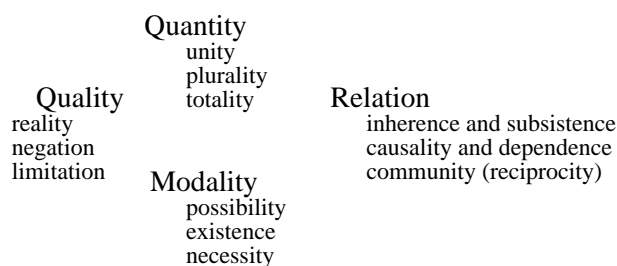 Quantity
unity
plurality
totality
Quality
reality
negation
limitation
Relation
inherence and subsistence
causality and dependence
community (reciprocity)
Modality
possibility
existence
necessity